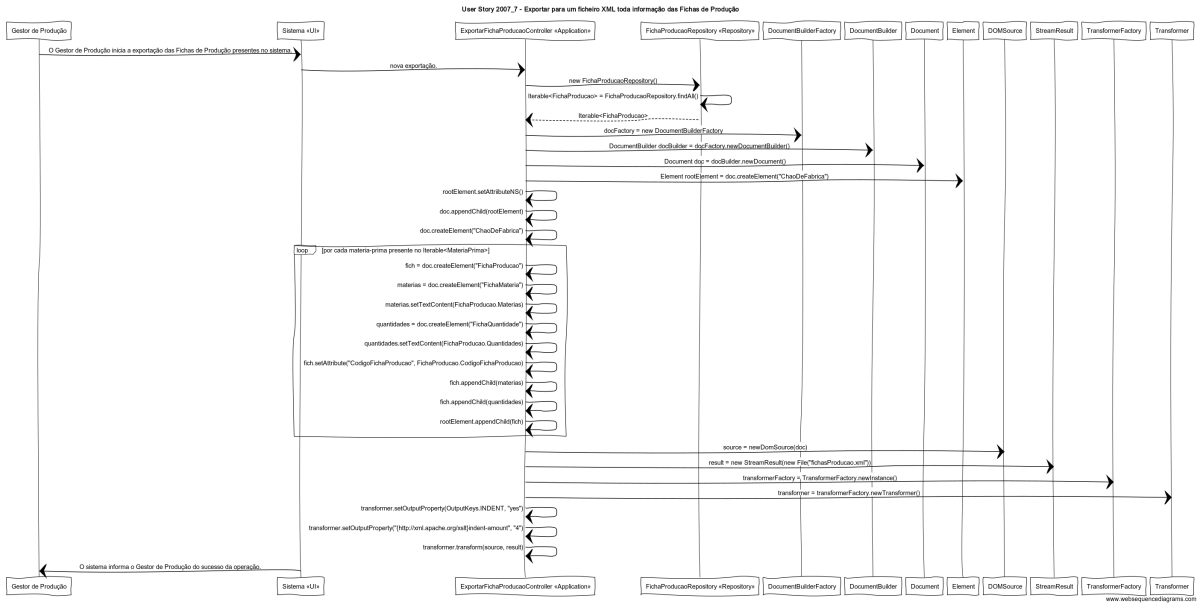 User Story 2007_7 - Exportar para um ficheiro XML toda informação das Fichas de Produção
Gestor de Produção
Sistema «UI»
ExportarFichaProducaoController «Application»
FichaProducaoRepository «Repository»
DocumentBuilderFactory
DocumentBuilder
Document
Element
DOMSource
StreamResult
TransformerFactory
Transformer
O Gestor de Produção inicia a exportação das Fichas de Produção presentes no sistema.
nova exportação.
new FichaProducaoRepository()
Iterable<FichaProducao> = FichaProducaoRepository.findAll()
Iterable<FichaProducao>
docFactory = new DocumentBuilderFactory
DocumentBuilder docBuilder = docFactory.newDocumentBuilder()
Document doc = docBuilder.newDocument()
Element rootElement = doc.createElement("ChaoDeFabrica")
rootElement.setAttributeNS()
doc.appendChild(rootElement)
doc.createElement("ChaoDeFabrica")
loop
[por cada materia-prima presente no Iterable<MateriaPrima>]
fich = doc.createElement("FichaProducao")
materias = doc.createElement("FichaMateria")
materias.setTextContent(FichaProducao.Materias)
quantidades = doc.createElement("FichaQuantidade")
quantidades.setTextContent(FichaProducao.Quantidades)
fich.setAttribute("CodigoFichaProducao", FichaProducao.CodigoFichaProducao)
fich.appendChild(materias)
fich.appendChild(quantidades)
rootElement.appendChild(fich)
source = newDomSource(doc)
result = new StreamResult(new File("fichasProducao.xml"))
transformerFactory = TransformerFactory.newInstance()
transformer = transformerFactory.newTransformer()
transformer.setOutputProperty(OutputKeys.INDENT, "yes")
transformer.setOutputProperty("{http://xml.apache.org/xslt}indent-amount", "4")
transformer.transform(source, result)
O sistema informa o Gestor de Produção do sucesso da operação.
Gestor de Produção
Sistema «UI»
ExportarFichaProducaoController «Application»
FichaProducaoRepository «Repository»
DocumentBuilderFactory
DocumentBuilder
Document
Element
DOMSource
StreamResult
TransformerFactory
Transformer
www.websequencediagrams.com